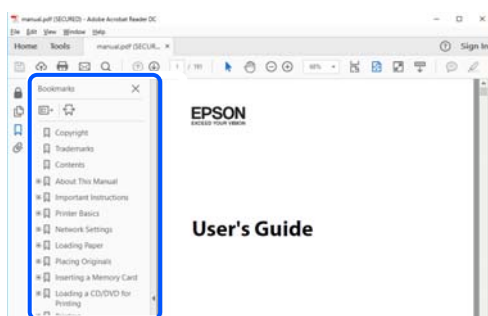 manual.pdf (SECURED) - Adobe Acrobat Reader DC
File Edit View Window Help
Home Tools manual.pdf (SECUR... × Sign In
1 / 191
Bookmarks ×
Copyright
Trademarks
Contents
About This Manual
Important Instructions
Printer Basics
Network Settings
Loading Paper
Placing Originals
Inserting a Memory Card
Loading a CD/DVD for
Printing
EPSON
EXCEED YOUR VISION
User's Guide